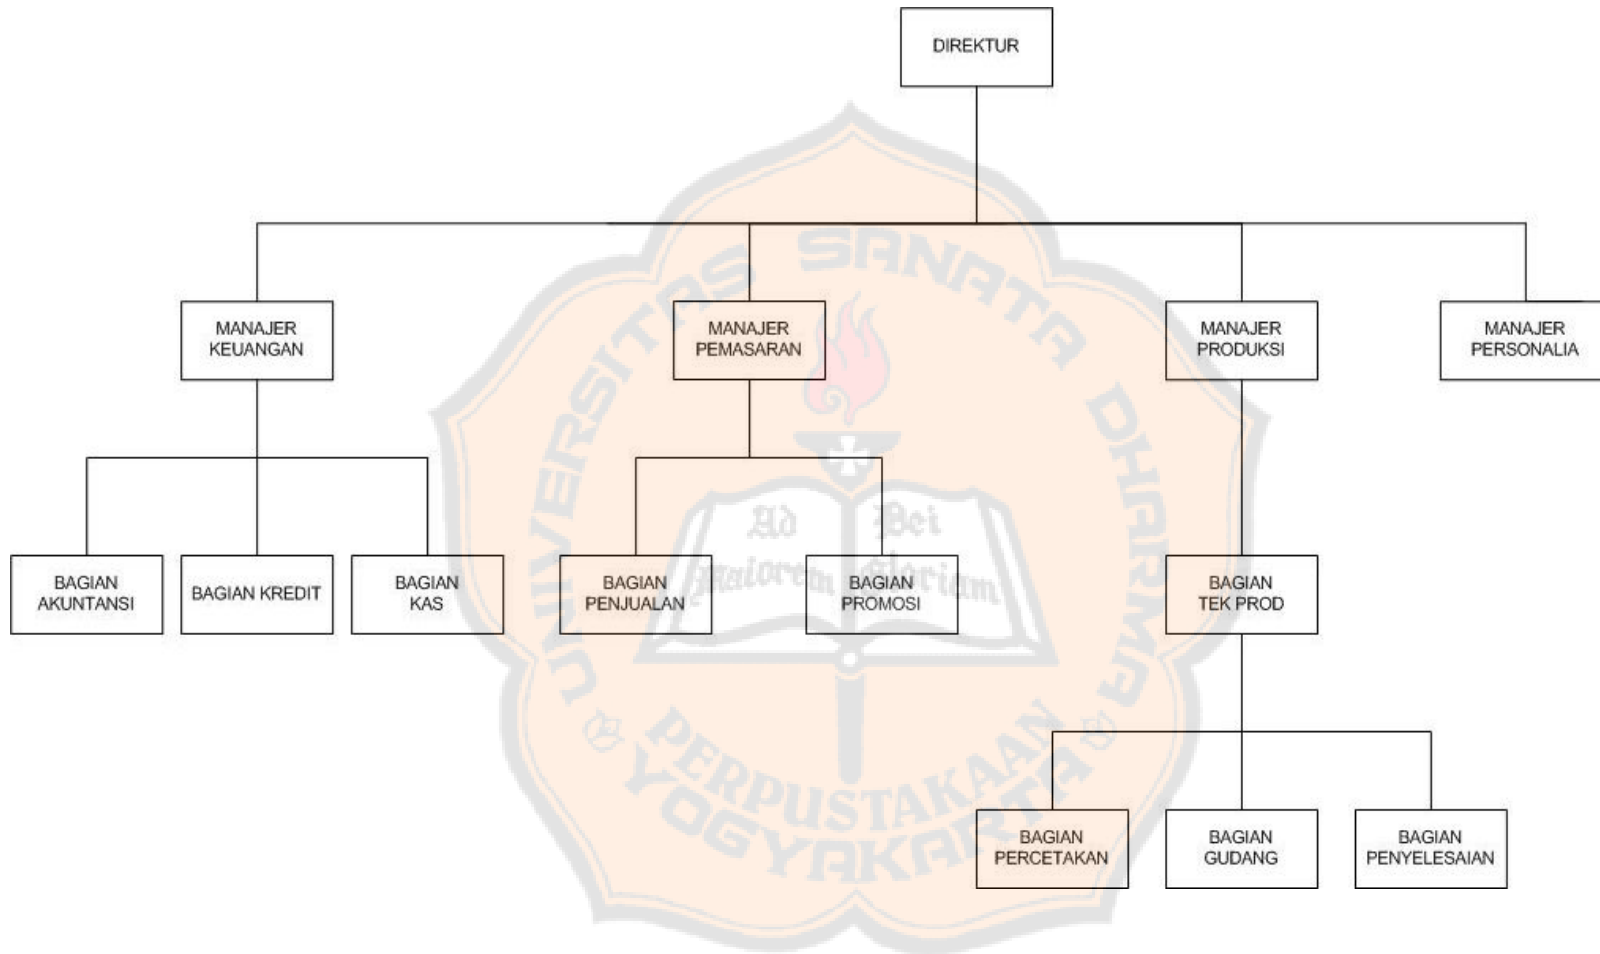 DIREKTUR
MANAJER
KEUANGAN
MANAJER
PEMASARAN
MANAJER
PRODUKSI
MANAJER
PERSONALIA
BAGIAN
AKUNTANSI
BAGIAN KREDIT
BAGIAN
KAS
BAGIAN
PENJUALAN
BAGIAN
PROMOSI
BAGIAN
TEK PROD
BAGIAN
PERCETAKAN
BAGIAN
GUDANG
BAGIAN
PENYELESAIAN
UNIVERSITAS SANATA DHARMA
Ad
Maiorem
Dei
Gloriam
PERPUSTAKAAN
YOGYAKARTA